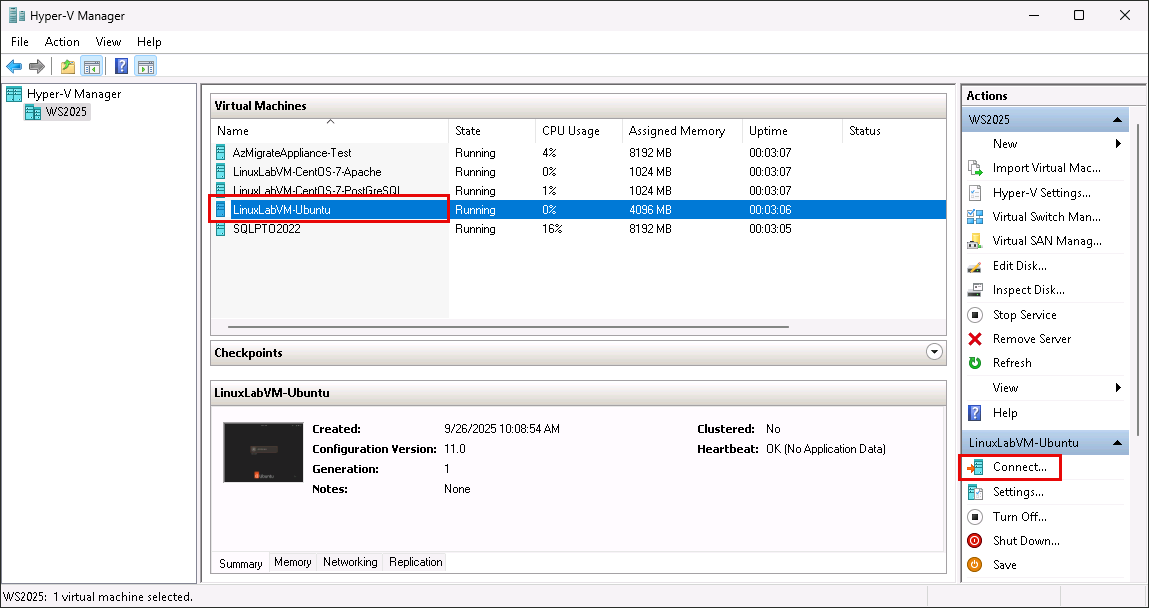 Hyper-V Manager
File Action View Help
Hyper-V Manager
WS2025
Virtual Machines
Name State CPU Usage Assigned Memory Uptime Status
AzMigrateAppliance-Test Running 4% 8192 MB 00:03:07
LinuxLabVM-CentOS-7-Apache Running 0% 1024 MB 00:03:07
LinuxLabVM-CentOS-7-PostGreSQL Running 1% 1024 MB 00:03:07
LinuxLabVM-Ubuntu Running 0% 4096 MB 00:03:06
SQLPTO2022 Running 16% 8192 MB 00:03:05
Checkpoints
LinuxLabVM-Ubuntu
Created: 9/26/2025 10:08:54 AM Clustered: No
Configuration Version: 11.0 Heartbeat: OK (No Application Data)
Generation: 1
Notes: None
Summary Memory Networking Replication
Actions
WS2025
New
Import Virtual Mac...
Hyper-V Settings...
Virtual Switch Man...
Virtual SAN Manag...
Edit Disk...
Inspect Disk...
Stop Service
Remove Server
Refresh
View
Help
LinuxLabVM-Ubuntu
Connect...
Settings...
Turn Off...
Shut Down...
Save
WS2025: 1 virtual machine selected.